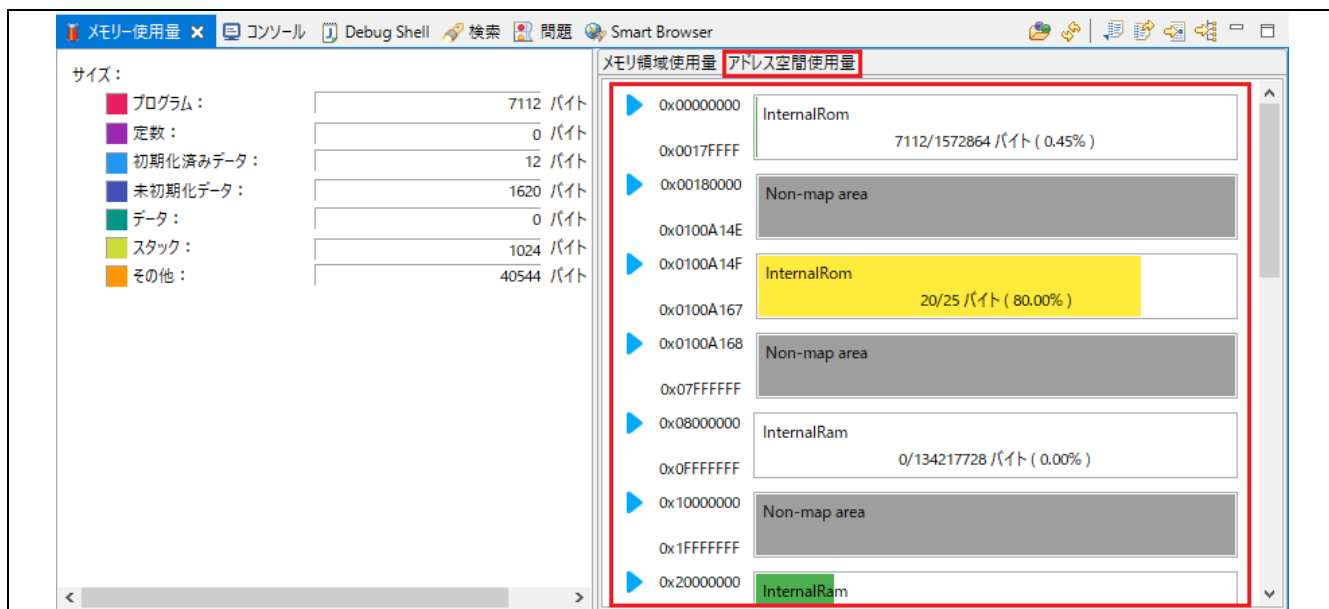 メモリー使用量 コンソール Debug Shell 検索 問題 Smart Browser
サイズ：
プログラム： 7112 バイト
定数： 0 バイト
初期化済みデータ： 12 バイト
未初期化データ： 1620 バイト
データ： 0 バイト
スタック： 1024 バイト
その他： 40544 バイト
メモリ領域使用量 アドレス空間使用量
0x00000000
InternalRom
7112/1572864 バイト ( 0.45% )
0x0017FFFF
0x00180000
Non-map area
0x0100A14E
0x0100A14F
InternalRom
20/25 バイト ( 80.00% )
0x0100A167
0x0100A168
Non-map area
0x07FFFFFF
0x08000000
InternalRam
0/134217728 バイト ( 0.00% )
0x0FFFFFFF
0x10000000
Non-map area
0x1FFFFFFF
0x20000000
InternalRam